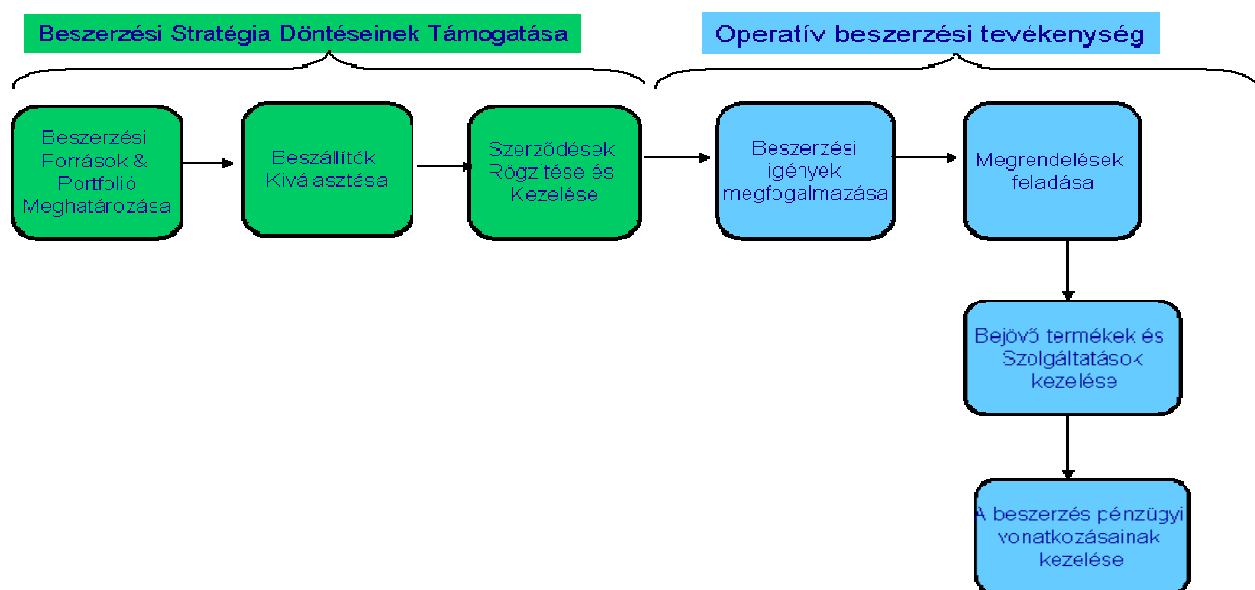 Beszerzési Stratégia Döntéseinek Támogatása
Operatív beszerzési tevékenység
Beszerzési
Források &
Portfolió
Meghatározása
Beszállítók
Kiválasztása
Szerződések
Rögzítése és
Kezelése
Beszerzési
igények
megfogalmazása
Megrendelések
feladása
Bejövő termékek és
Szolgáltatások
kezelése
A beszerzés pénzügyi
vonatkozásainak
kezelése